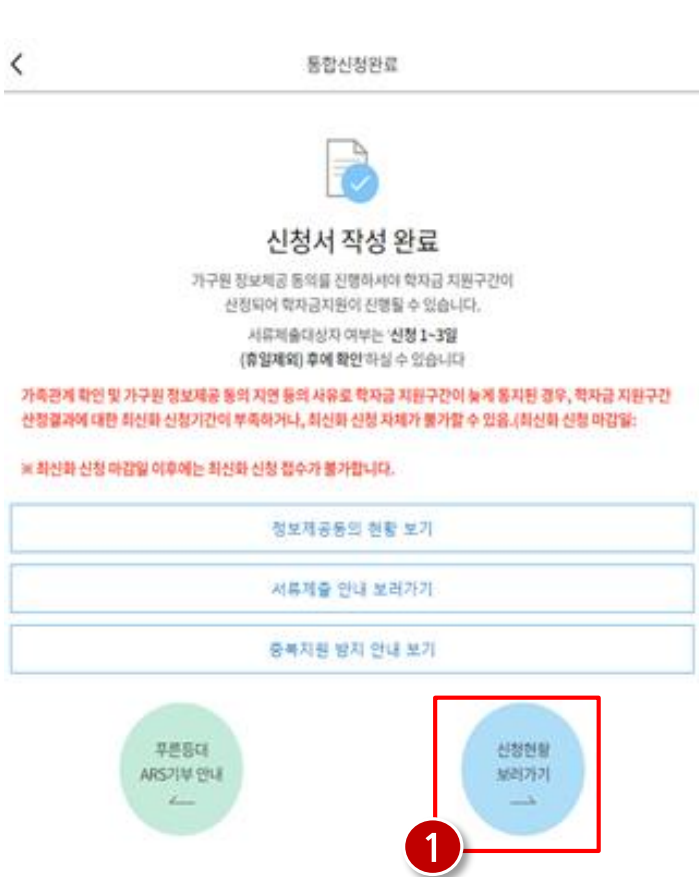 통합신청완료
신청서 작성 완료
가구원 정보제공 동의를 진행하셔야 학자금 지원구간이
산정되어 학자금지원이 진행될 수 있습니다.
서류제출대상자 여부는 '신청 1~3일
(휴일제외) 후에 확인'하실 수 있습니다
가족관계 확인 및 가구원 정보제공 동의 지연 등의 사유로 학자금 지원구간이 늦게 통지된 경우, 학자금 지원구간
산정결과에 대한 최신화 신청기간이 부족하거나, 최신화 신청 자체가 불가할 수 있음.(최신화 신청 마감일:
※ 최신화 신청 마감일 이후에는 최신화 신청 접수가 불가합니다.
정보제공동의 현황 보기
서류제출 안내 보러가기
중복지원 방지 안내 보기
푸른등대
ARS기부 안내
신청현황
보러가기
1